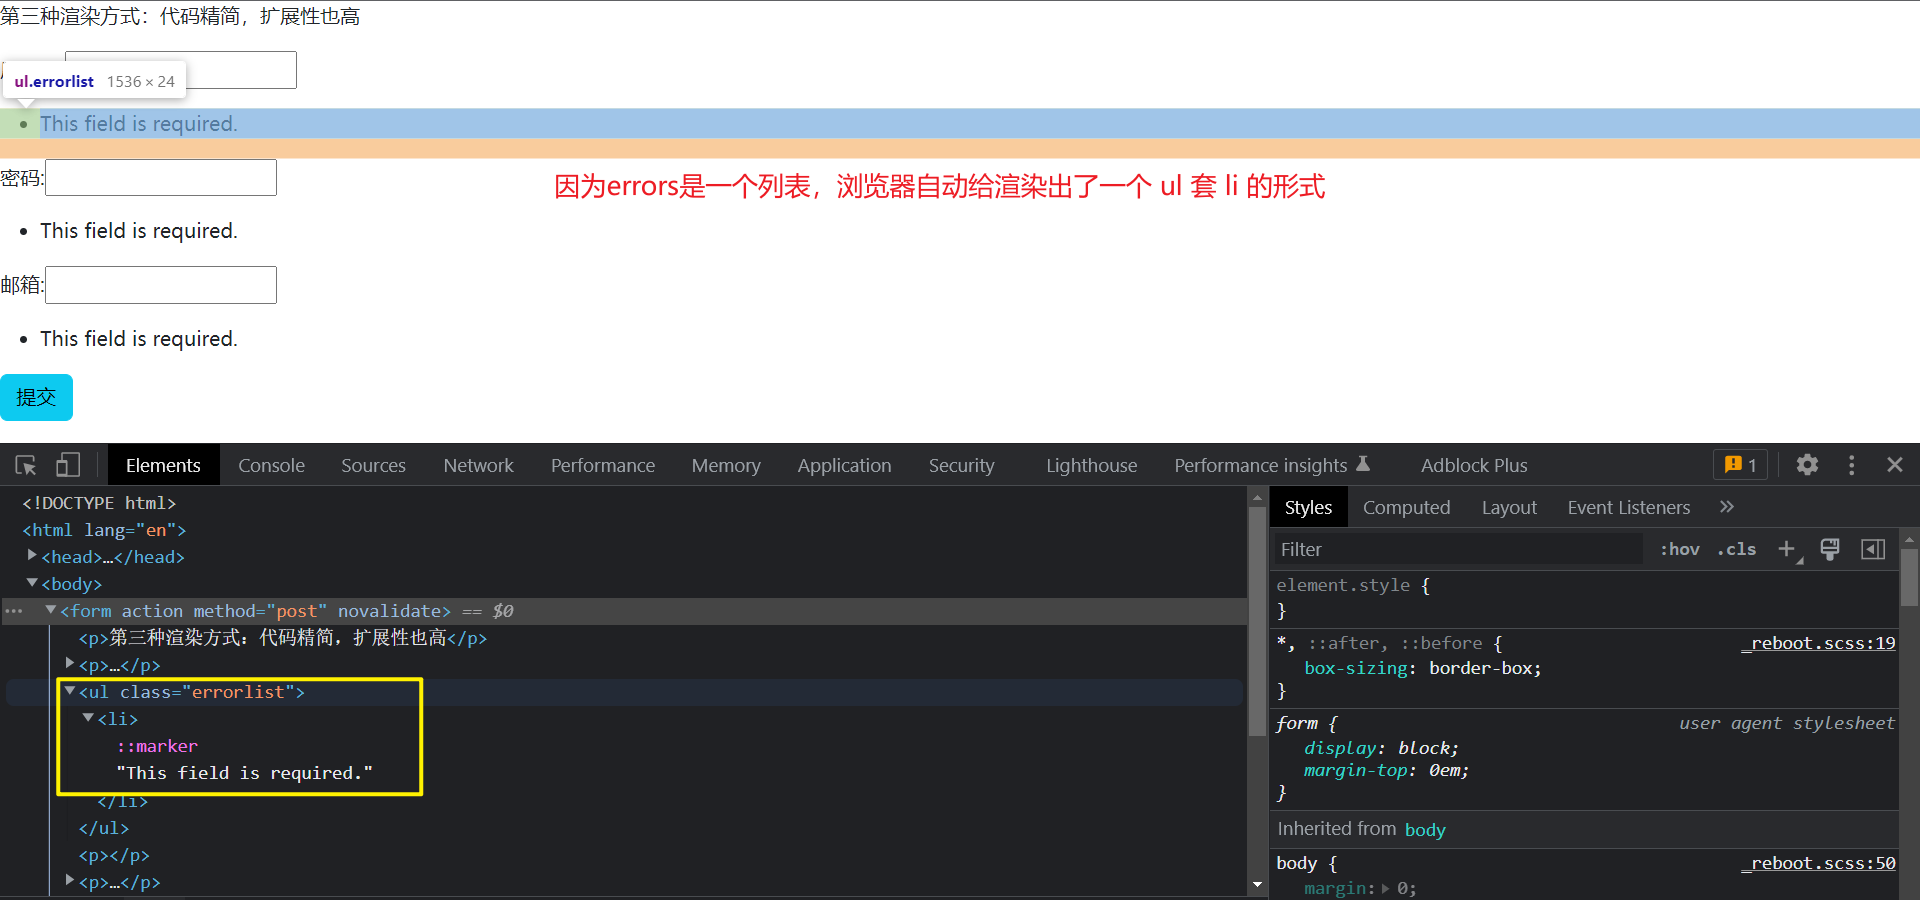 第三种渲染方式：代码精简，扩展性也高
ul.errorlist 1536 × 24
This field is required.
密码:
因为errors是一个列表，浏览器自动给渲染出了一个 ul 套 li 的形式
This field is required.
邮箱:
This field is required.
提交
Elements Console Sources Network Performance Memory Application Security Lighthouse Performance insights Adblock Plus 1
<!DOCTYPE html>
<html lang="en">
<head>…</head>
<body>
<form action method="post" novalidate> == $0
<p>第三种渲染方式：代码精简，扩展性也高</p>
<p>…</p>
<ul class="errorlist">
<li>
::marker
"This field is required."
</li>
</ul>
<p></p>
<p>…</p>
Styles Computed Layout Event Listeners
Filter :hov .cls
element.style {
}
*, ::after, ::before { _reboot.scss:19
box-sizing: border-box;
}
form { user agent stylesheet
display: block;
margin-top: 0em;
}
Inherited from body
body { _reboot.scss:50
margin: 0;